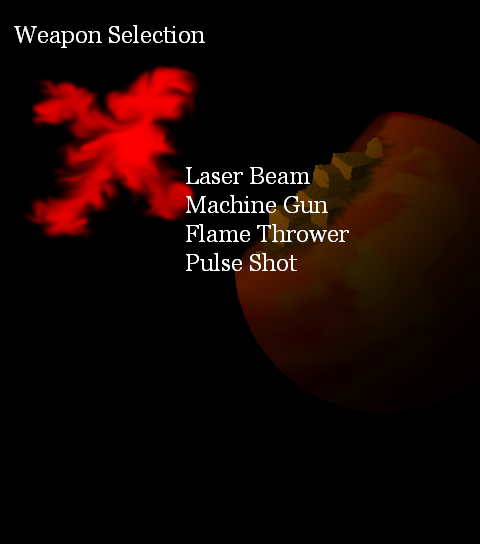 Weapon Selection
Laser Beam
Machine Gun
Flame Thrower
Pulse Shot